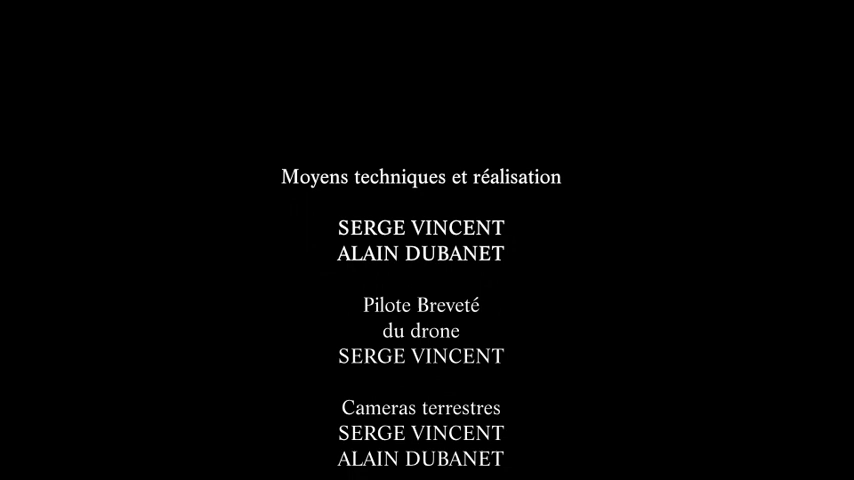 Moyens techniques et réalisation
SERGE VINCENT
ALAIN DUBANET
Pilote Breveté
du drone
SERGE VINCENT
Cameras terrestres
SERGE VINCENT
ALAIN DUBANET